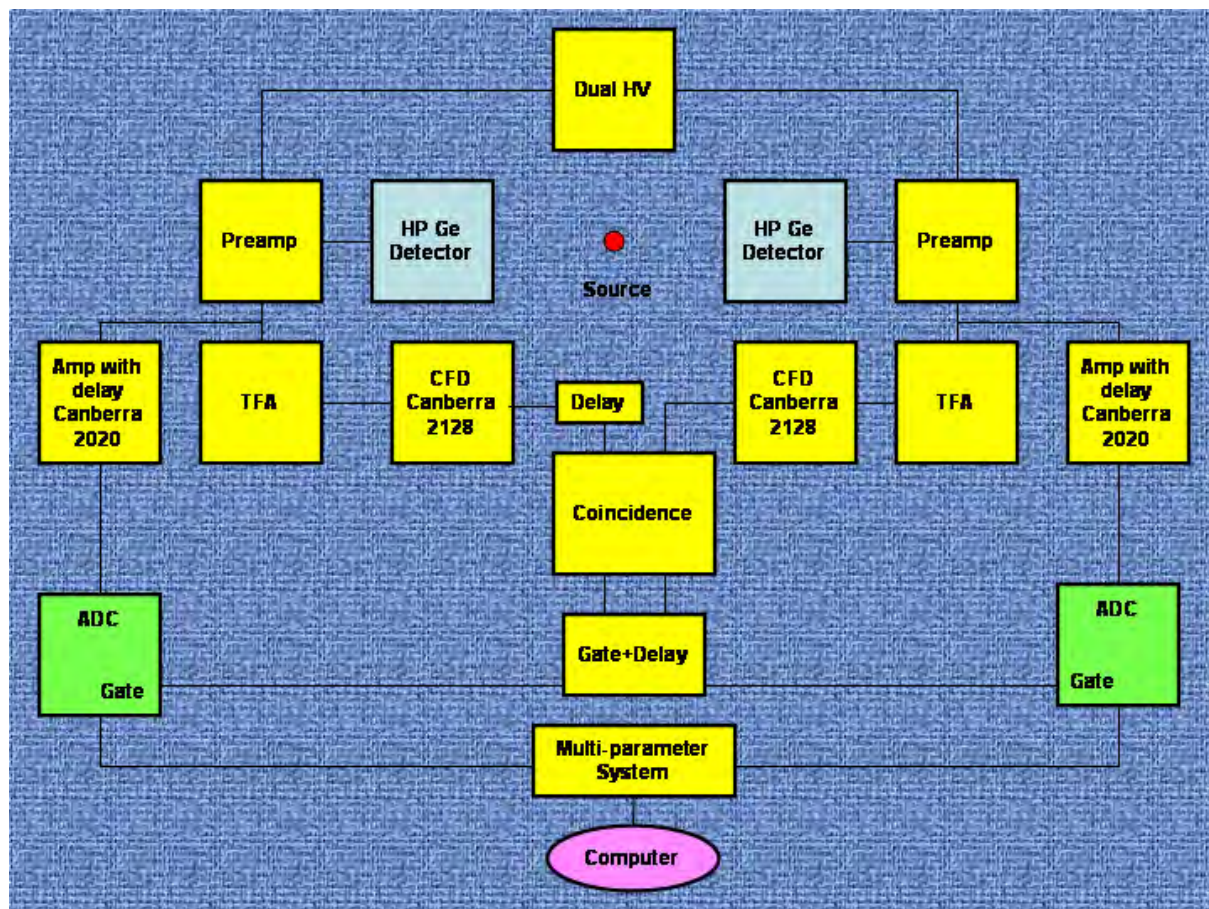 Dual HV
Preamp
HP Ge
Detector
Source
HP Ge
Detector
Preamp
Amp with
delay
Canberra
2020
TFA
CFD
Canberra
2128
Delay
CFD
Canberra
2128
TFA
Amp with
delay
Canberra
2020
Coincidence
ADC
Gate
Gate+Delay
ADC
Gate
Multi-parameter
System
Computer